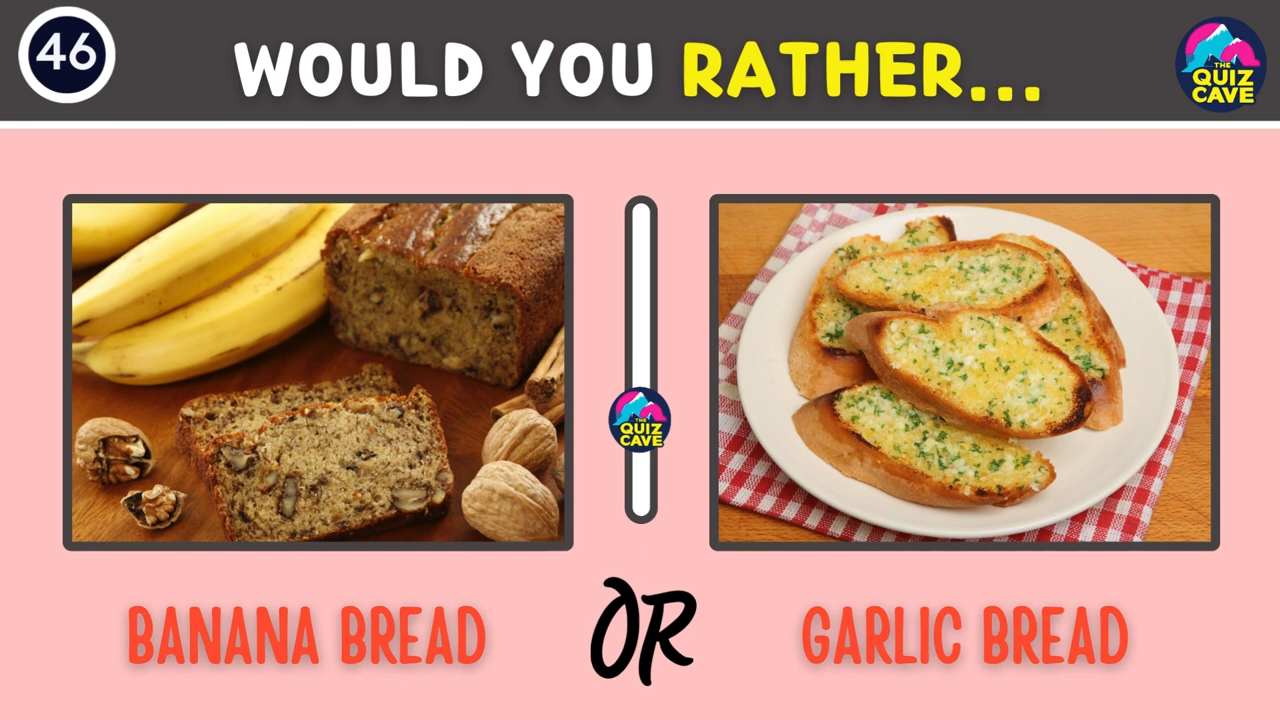 46
WOULD YOU RATHER...
THE
QUIZ
CAVE
THE
QUIZ
CAVE
BANANA BREAD
OR
GARLIC BREAD